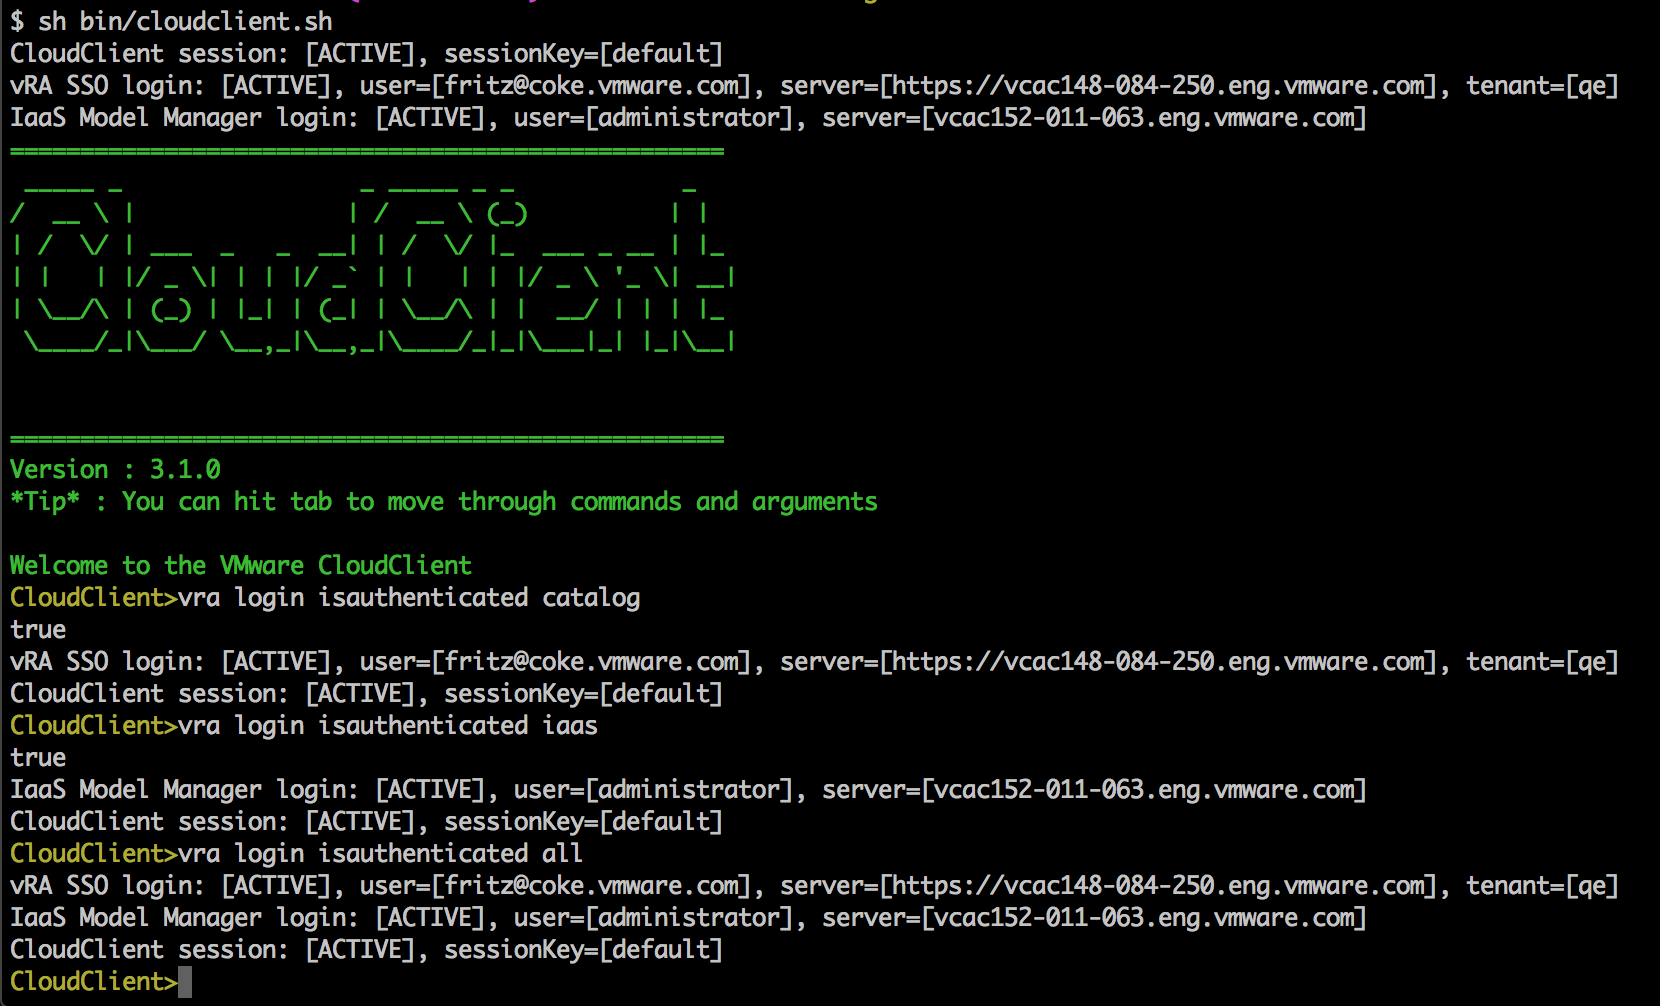 $ sh bin/cloudclient.sh
CloudClient session: [ACTIVE], sessionKey=[default]
vRA SSO login: [ACTIVE], user=[fritz@coke.vmware.com], server=[https://vcac148-084-250.eng.vmware.com], tenant=[qe]
IaaS Model Manager login: [ACTIVE], user=[administrator], server=[vcac152-011-063.eng.vmware.com]
CloudClient
Version : 3.1.0
*Tip* : You can hit tab to move through commands and arguments
Welcome to the VMware CloudClient
CloudClient>vra login isauthenticated catalog
true
vRA SSO login: [ACTIVE], user=[fritz@coke.vmware.com], server=[https://vcac148-084-250.eng.vmware.com], tenant=[qe]
CloudClient session: [ACTIVE], sessionKey=[default]
CloudClient>vra login isauthenticated iaas
true
IaaS Model Manager login: [ACTIVE], user=[administrator], server=[vcac152-011-063.eng.vmware.com]
CloudClient session: [ACTIVE], sessionKey=[default]
CloudClient>vra login isauthenticated all
vRA SSO login: [ACTIVE], user=[fritz@coke.vmware.com], server=[https://vcac148-084-250.eng.vmware.com], tenant=[qe]
IaaS Model Manager login: [ACTIVE], user=[administrator], server=[vcac152-011-063.eng.vmware.com]
CloudClient session: [ACTIVE], sessionKey=[default]
CloudClient>